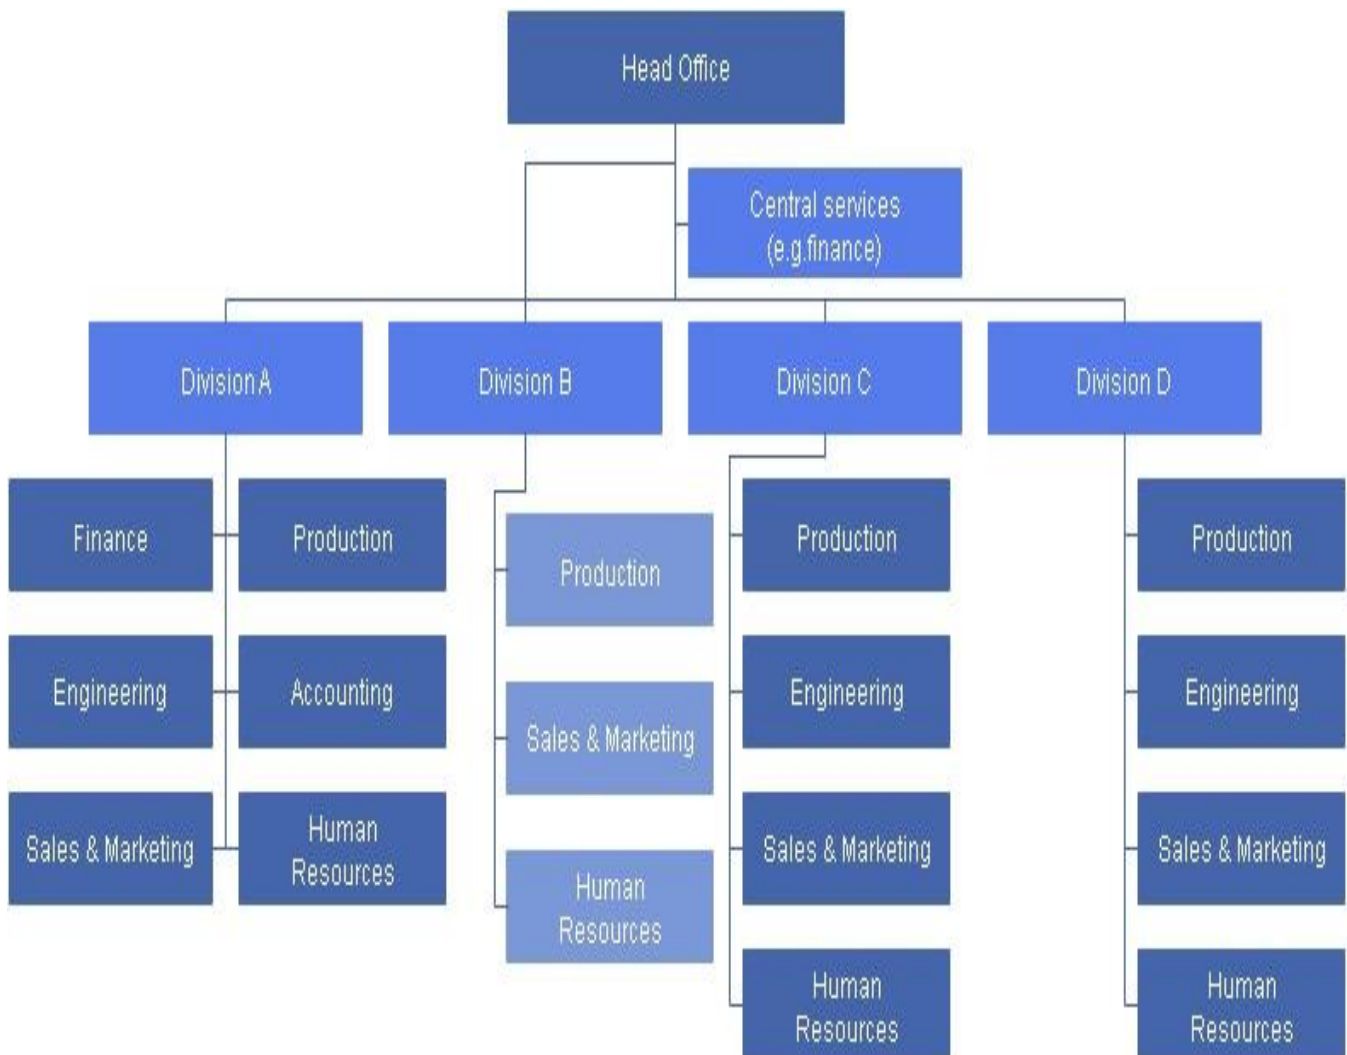 Head Office
Central services
(e.g.finance)
Division A
Division B
Division C
Division D
Finance
Production
Engineering
Accounting
Sales & Marketing
Human
Resources
Production
Sales & Marketing
Human
Resources
Production
Engineering
Sales & Marketing
Human
Resources
Production
Engineering
Sales & Marketing
Human
Resources